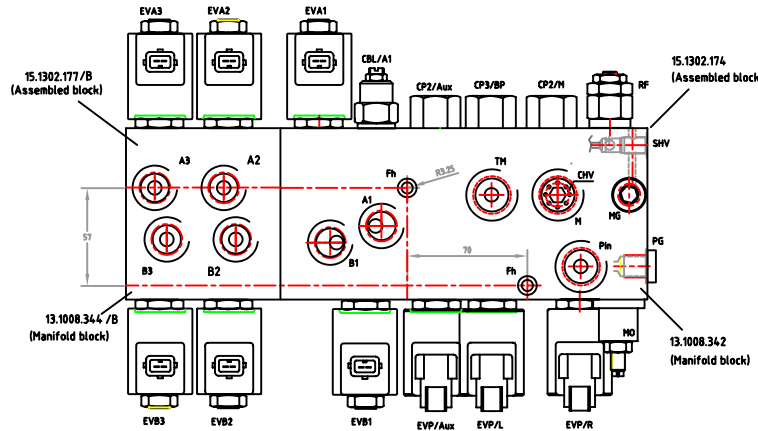 EVA3
EVA2
EVA1
CBL/A1
CP2/Aux
CP3/BP
CP2/M
RF
15.1302.177/B
(Assembled block)
15.1302.174
(Assembled block
SHV
A3
A2
Fh
R3.25
TM
CHV
M
MG
A1
57
B3
B2
B1
70
Fh
Pin
PG
13.1008.344 /B
(Manifold block)
13.1008.342
(Manifold block)
MO
EVB3
EVB2
EVB1
EVP/Aux
EVP/L
EVP/R